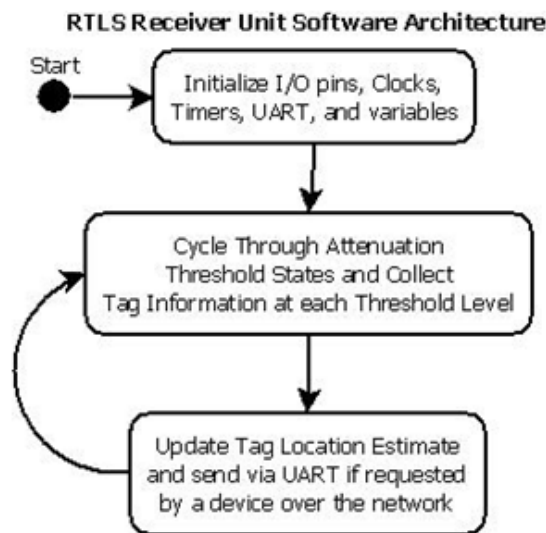 RTLS Receiver Unit Software Architecture
Start
Initialize I/O pins, Clocks,
Timers, UART, and variables
Cycle Through Attenuation
Threshold States and Collect
Tag Information at each Threshold Level
Update Tag Location Estimate
and send via UART if requested
by a device over the network